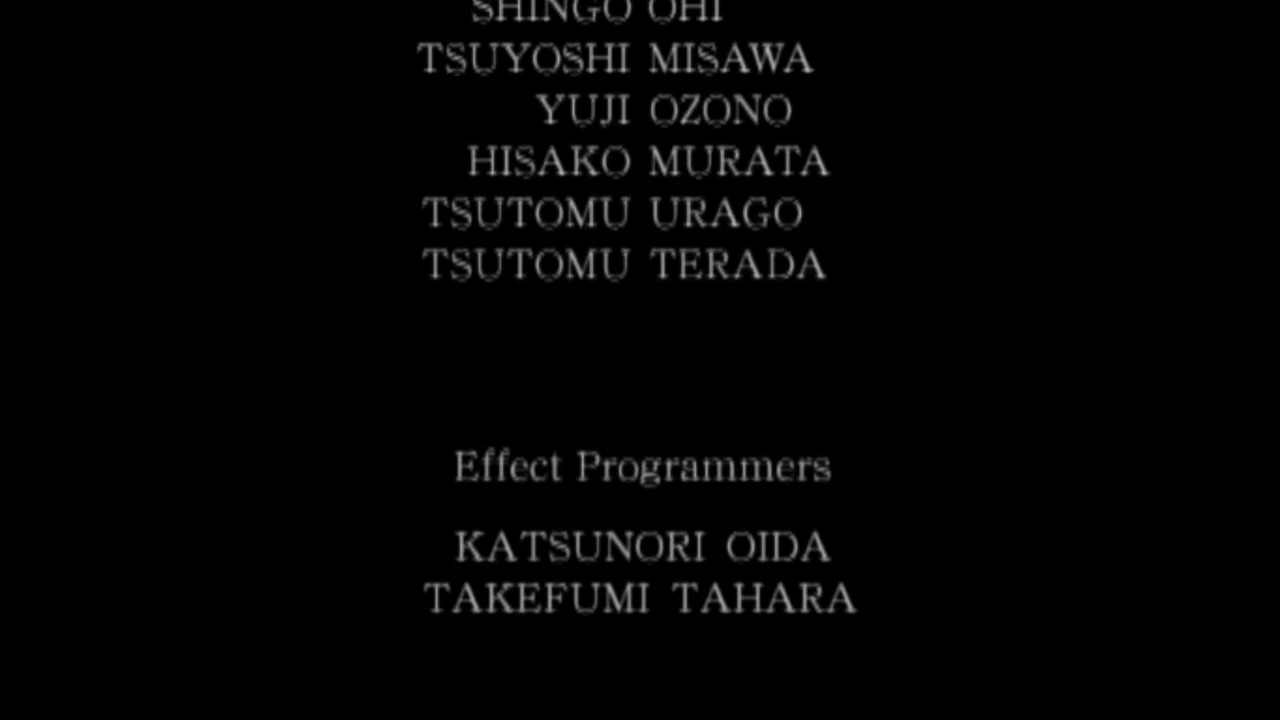 SHINGO OHI
TSUYOSHI MISAWA
YUJI OZONO
HISAKO MURATA
TSUTOMU URAGO
TSUTOMU TERADA
Effect Programmers
KATSUNORI OIDA
TAKEFUMI TAHARA